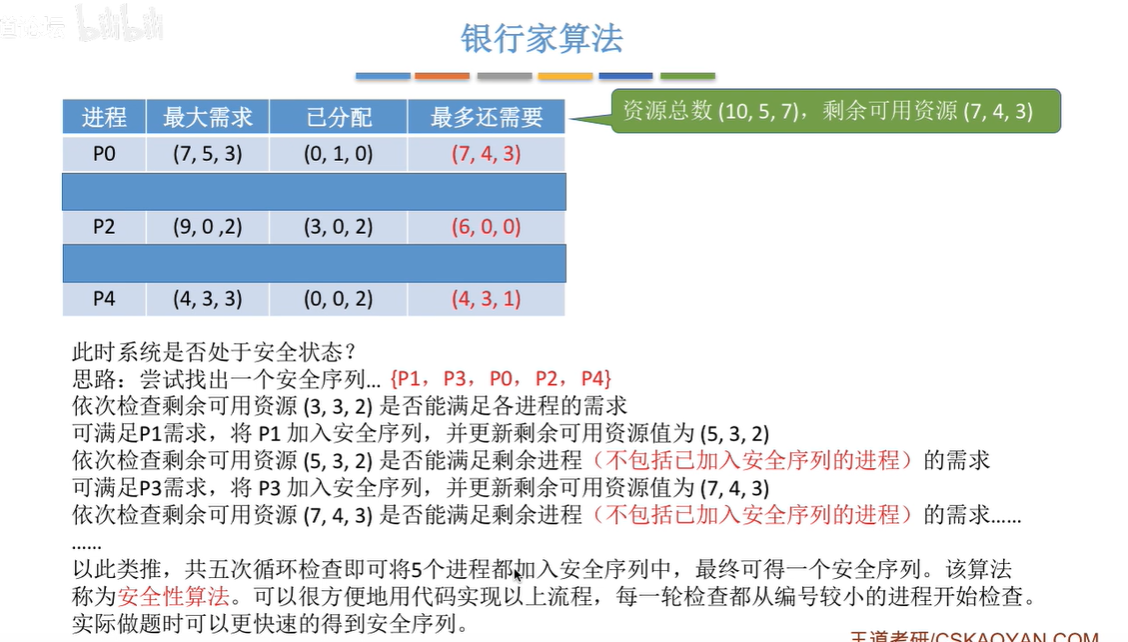 银行家算法
资源总数 (10, 5, 7)，剩余可用资源 (7, 4, 3)
进程 最大需求 已分配 最多还需要
P0 (7, 5, 3) (0, 1, 0) (7, 4, 3)
P2 (9, 0 ,2) (3, 0, 2) (6, 0, 0)
P4 (4, 3, 3) (0, 0, 2) (4, 3, 1)
此时系统是否处于安全状态？
思路：尝试找出一个安全序列... {P1，P3，P0，P2，P4}
依次检查剩余可用资源 (3, 3, 2) 是否能满足各进程的需求
可满足P1需求，将 P1 加入安全序列，并更新剩余可用资源值为 (5, 3, 2)
依次检查剩余可用资源 (5, 3, 2) 是否能满足剩余进程（不包括已加入安全序列的进程）的需求
可满足P3需求，将 P3 加入安全序列，并更新剩余可用资源值为 (7, 4, 3)
依次检查剩余可用资源 (7, 4, 3) 是否能满足剩余进程（不包括已加入安全序列的进程）的需求......
......
以此类推，共五次循环检查即可将5个进程都加入安全序列中，最终可得一个安全序列。该算法
称为安全性算法。可以很方便地用代码实现以上流程，每一轮检查都从编号较小的进程开始检查。
实际做题时可以更快速的得到安全序列。
王道考研/CSKAOYAN.COM